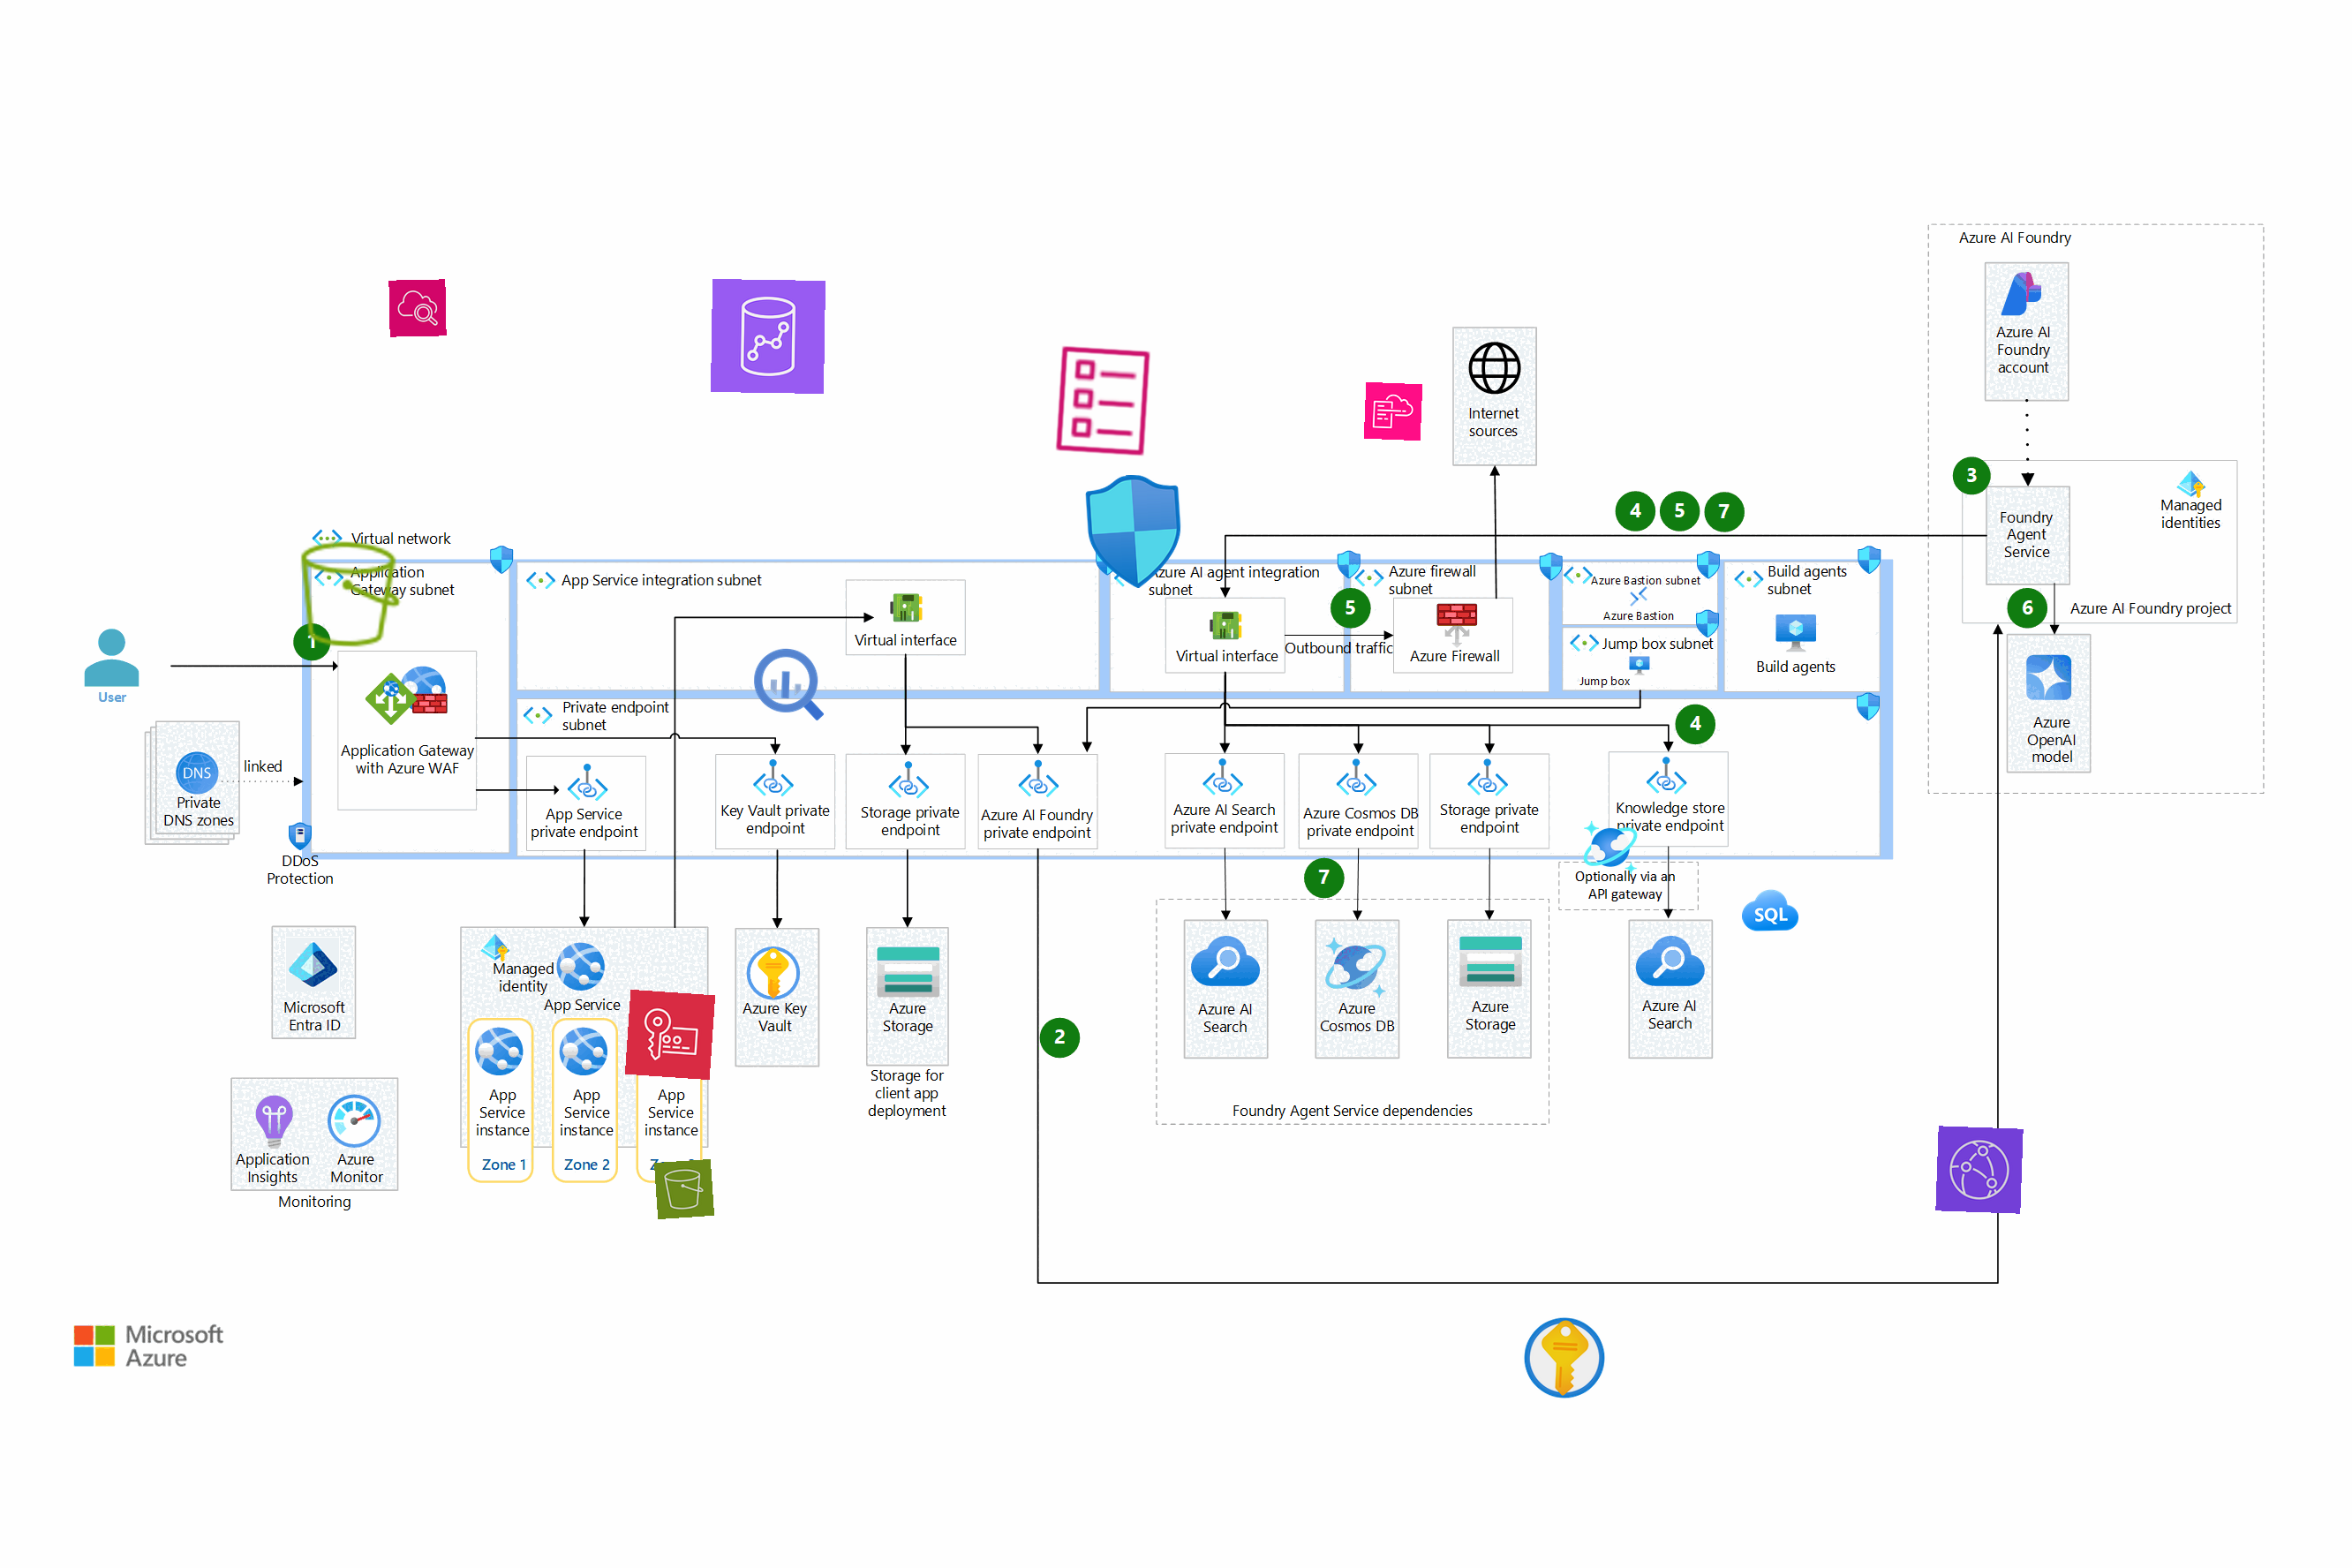 Azure AI Foundry
Azure AI
Foundry
account
Internet
sources
3
Managed
identities
4
5
7
Foundry
Agent
Service
6
Azure AI Foundry project
Azure
OpenAI
model
Virtual network
Application
Gateway subnet
App Service integration subnet
Virtual interface
Azure AI agent integration
subnet
Virtual interface
Outbound traffic
5
Azure firewall
subnet
Azure Firewall
Azure Bastion subnet
Azure Bastion
Jump box subnet
Jump box
Build agents
subnet
Build agents
1
User
Application Gateway
with Azure WAF
Private endpoint
subnet
linked
DNS
Private
DNS zones
DDoS
Protection
App Service
private endpoint
Key Vault private
endpoint
Storage private
endpoint
Azure AI Foundry
private endpoint
Azure AI Search
private endpoint
Azure Cosmos DB
private endpoint
Storage private
endpoint
4
Knowledge store
private endpoint
Optionally via an
API gateway
7
SQL
Microsoft
Entra ID
Managed
identity
App Service
App
Service
instance
Zone 1
App
Service
instance
Zone 2
App
Service
instance
Azure Key
Vault
Azure
Storage
Storage for
client app
deployment
2
Azure AI
Search
Azure
Cosmos DB
Azure
Storage
Foundry Agent Service dependencies
Azure AI
Search
Application
Insights
Azure
Monitor
Monitoring
Microsoft
Azure